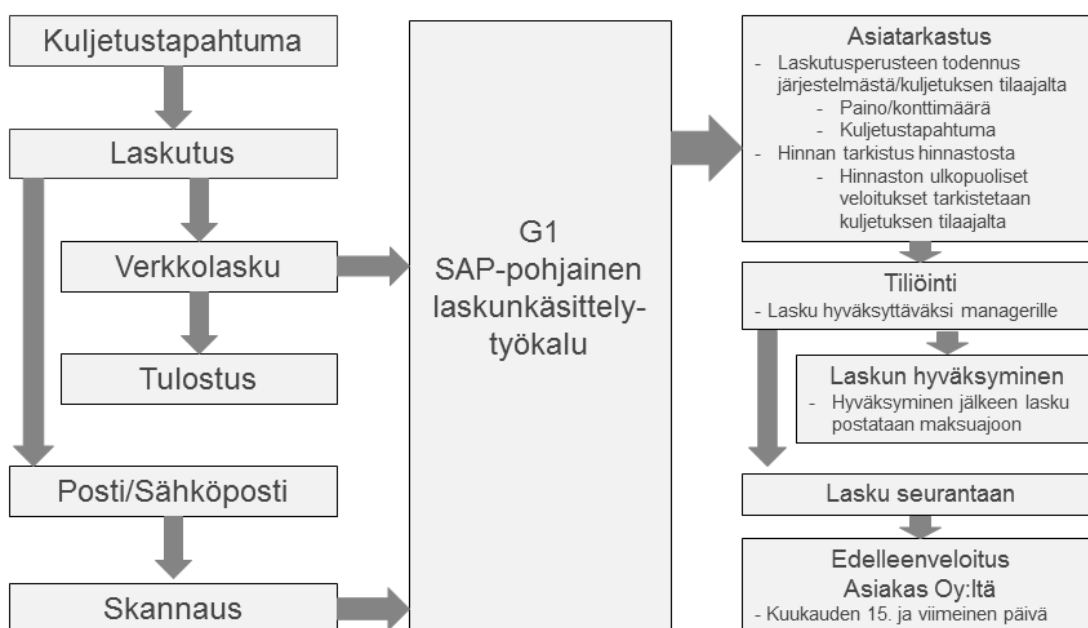 Kuljetustapahtuma
Laskutus
Verkkolasku
Tulostus
Posti/Sähköposti
Skannaus
G1
SAP-pohjainen
laskunkäsittely-
työkalu
Asiatarkastus
- Laskutusperusteen todennus
järjestelmästä/kuljetuksen tilaajalta
- Paino/konttimäärä
- Kuljetustapahtuma
- Hinnan tarkistus hinnastosta
- Hinnaston ulkopuoliset
veloitukset tarkistetaan
kuljetuksen tilaajalta
Tiliöinti
- Lasku hyväksyttäväksi managerille
Laskun hyväksyminen
- Hyväksyminen jälkeen lasku
postataan maksuajoon
Lasku seurantaan
Edelleenveloitus
Asiakas Oy:ltä
- Kuukauden 15. ja viimeinen päivä